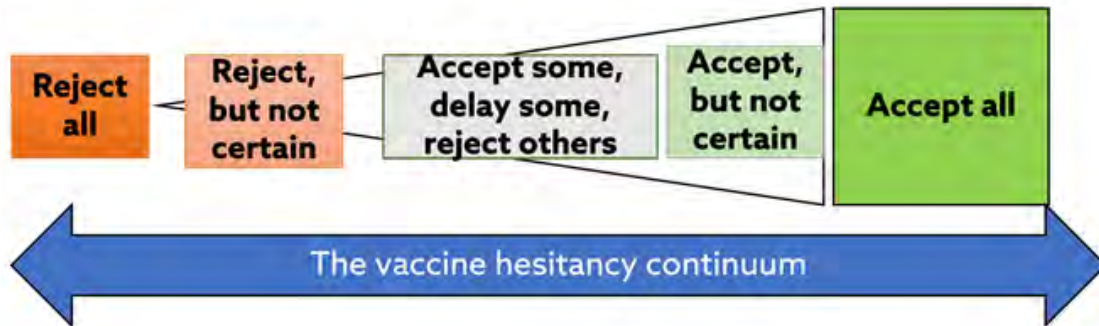 Reject
all
Reject,
but not
certain
Accept some,
delay some,
reject others
Accept,
but not
certain
Accept all
The vaccine hesitancy continuum